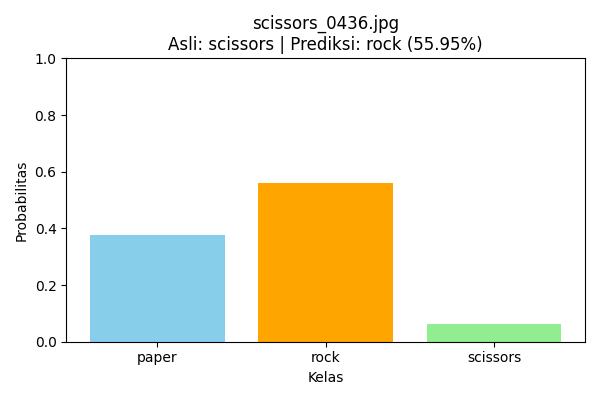 scissors_0436.jpg
Asli: scissors | Prediksi: rock (55.95%)
1.0
0.8
0.6
0.4
0.2
0.0
Probabilitas
paper rock scissors
Kelas